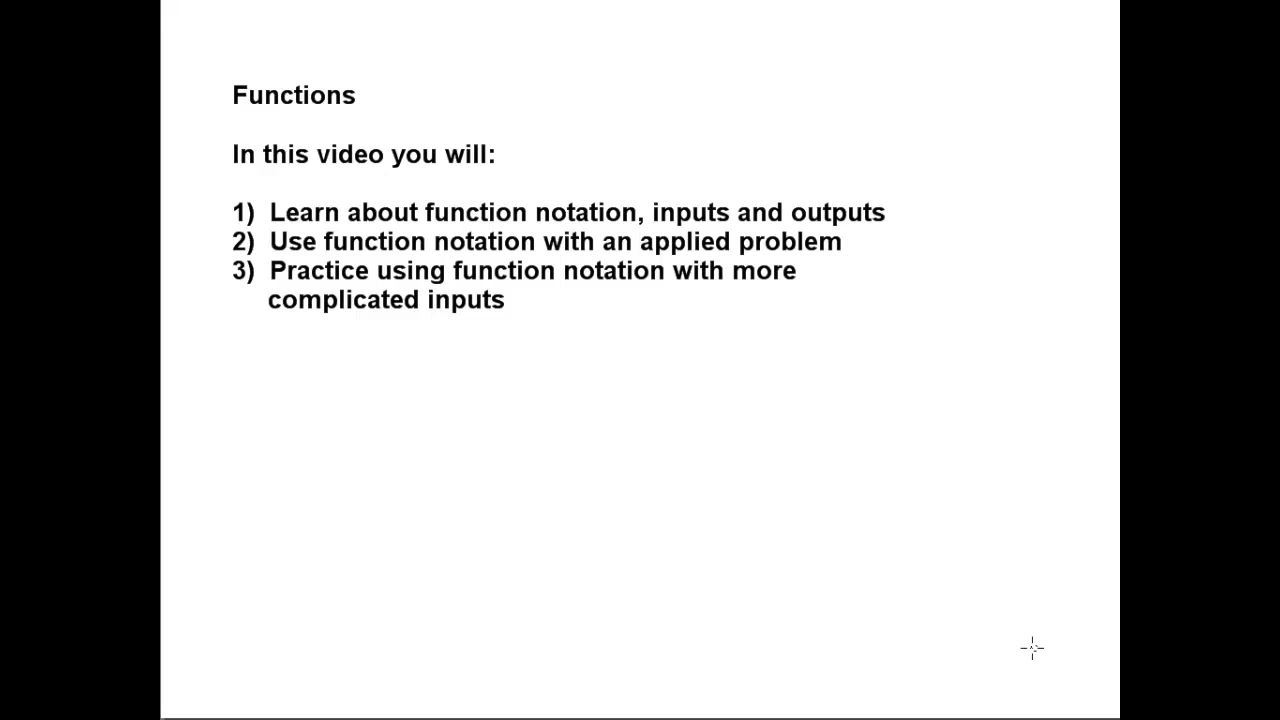 Functions
In this video you will:
1) Learn about function notation, inputs and outputs
2) Use function notation with an applied problem
3) Practice using function notation with more
complicated inputs